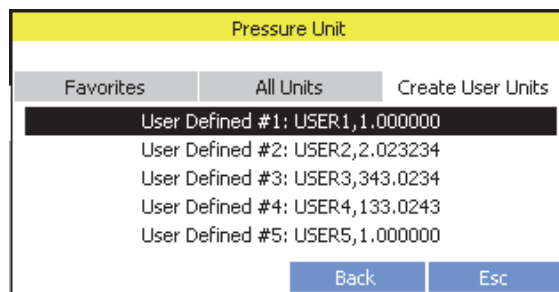 Pressure Unit
Favorites All Units Create User Units
User Defined #1: USER1,1.000000
User Defined #2: USER2,2.023234
User Defined #3: USER3,343.0234
User Defined #4: USER4,133.0243
User Defined #5: USER5,1.000000
Back Esc